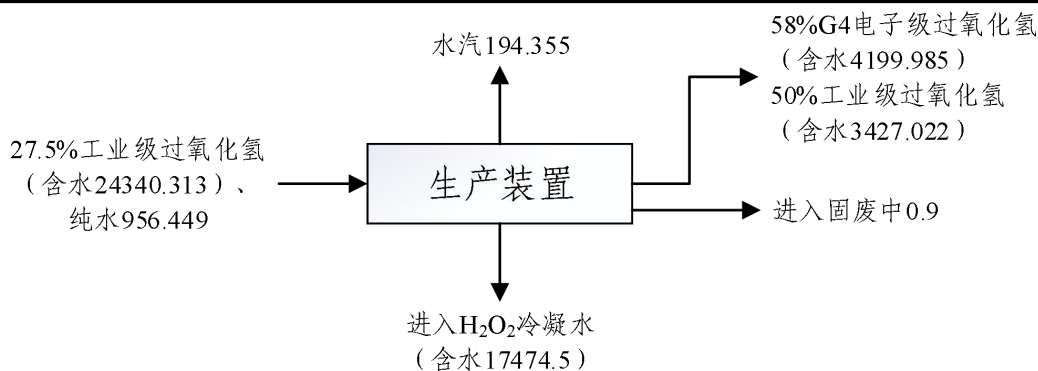 水汽194.355
58%G4电子级过氧化氢
（含水4199.985）
50%工业级过氧化氢
（含水3427.022）
27.5%工业级过氧化氢
（含水24340.313）、
纯水956.449
生产装置
进入固废中0.9
进入H₂O₂冷凝水
（含水17474.5）